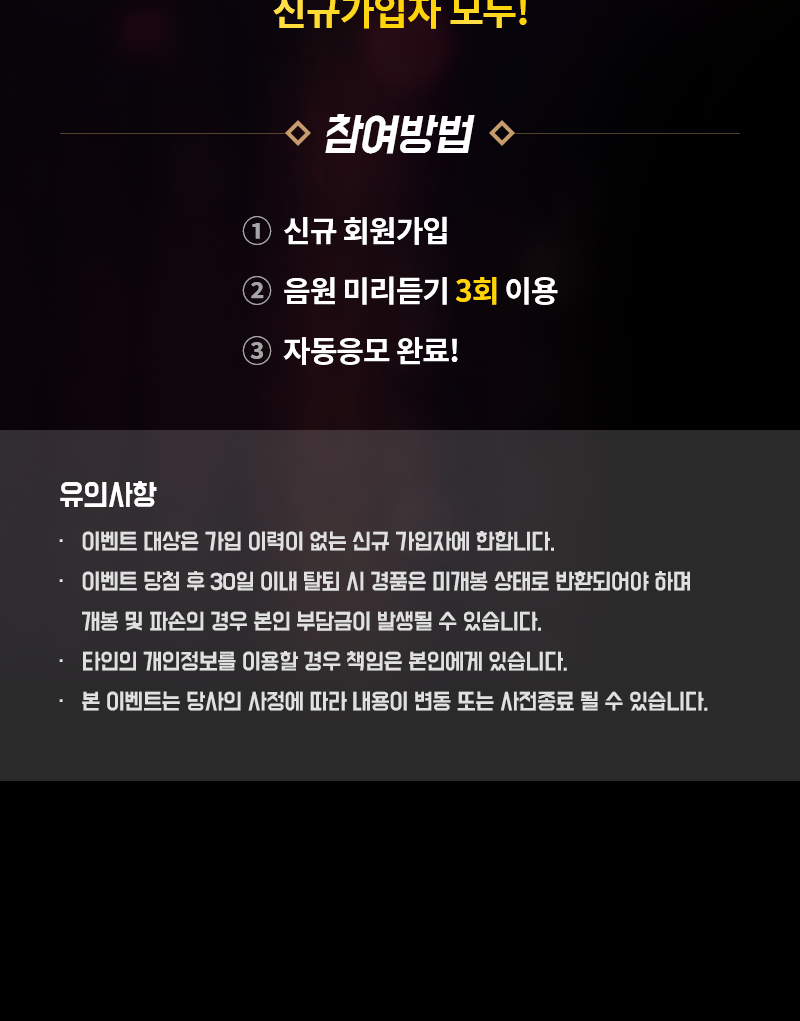 신규가입자 모두!
참여방법
① 신규 회원가입
② 음원 미리듣기 3회 이용
③ 자동응모 완료!
유의사항
· 이벤트 대상은 가입 이력이 없는 신규 가입자에 한합니다.
· 이벤트 당첨 후 30일 이내 탈퇴 시 경품은 미개봉 상태로 반환되어야 하며
개봉 및 파손의 경우 본인 부담금이 발생될 수 있습니다.
· 타인의 개인정보를 이용할 경우 책임은 본인에게 있습니다.
· 본 이벤트는 당사의 사정에 따라 내용이 변동 또는 사전종료 될 수 있습니다.